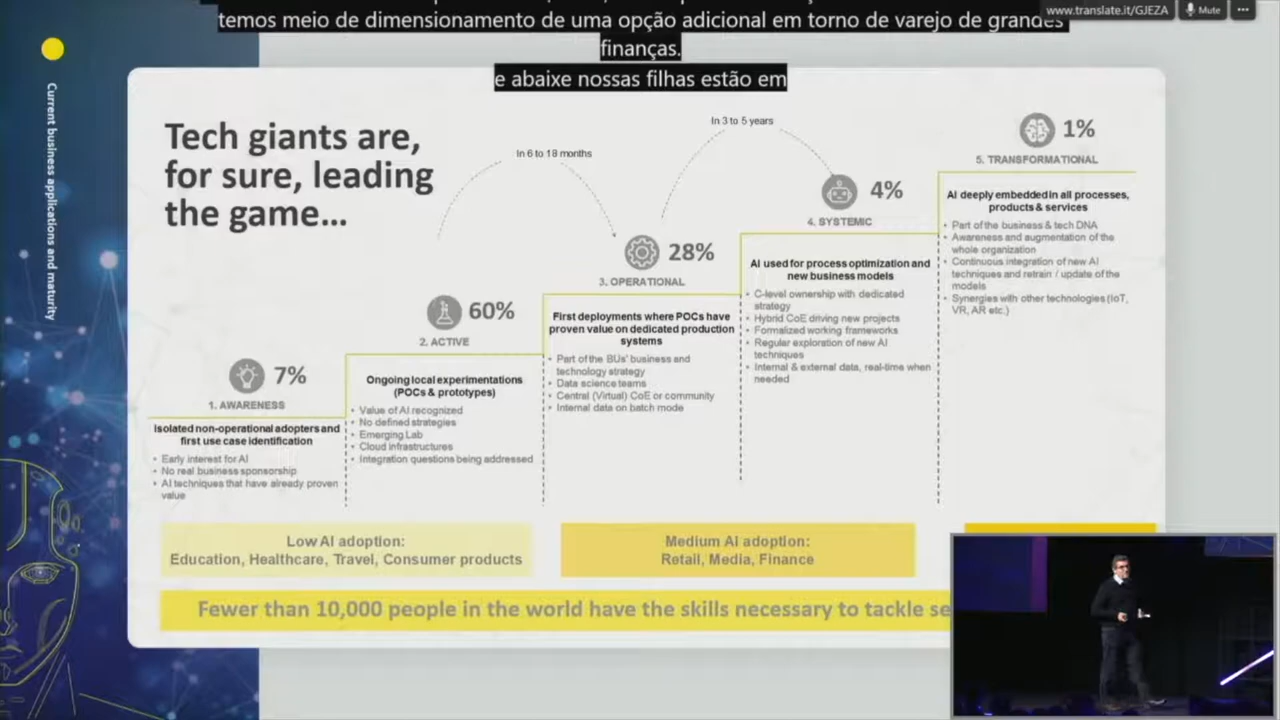 temos meio de dimensionamento de uma opção adicional em torno de varejo de grandes
finanças.
e abaixe nossas filhas estão em
www.translate.it/GJEZA
Mute
Current business applications and maturity
Tech giants are,
for sure, leading
the game...
In 6 to 18 months
In 3 to 5 years
7%
1. AWARENESS
Isolated non-operational adopters and
first use case identification
• Early interest for AI
• No real business sponsorship
• AI techniques that have already proven
value
60%
2. ACTIVE
Ongoing local experimentations
(POCs & prototypes)
• Value of AI recognized
• No defined strategies
• Emerging Lab
• Cloud infrastructures
• Integration questions being addressed
28%
3. OPERATIONAL
First deployments where POCs have
proven value on dedicated production
systems
• Part of the BUs' business and
technology strategy
• Data science teams
• Central (Virtual) CoE or community
• Internal data on batch mode
4%
4. SYSTEMIC
AI used for process optimization and
new business models
• C-level ownership with dedicated
strategy
• Hybrid CoE driving new projects
• Formalized working frameworks
• Regular exploration of new AI
techniques
• Internal & external data, real-time when
needed
1%
5. TRANSFORMATIONAL
AI deeply embedded in all processes,
products & services
• Part of the business & tech DNA
• Awareness and augmentation of the
whole organization
• Continuous integration of new AI
techniques and retrain / update of the
models
• Synergies with other technologies (IoT,
VR, AR etc.)
Low AI adoption:
Education, Healthcare, Travel, Consumer products
Medium AI adoption:
Retail, Media, Finance
Fewer than 10,000 people in the world have the skills necessary to tackle se